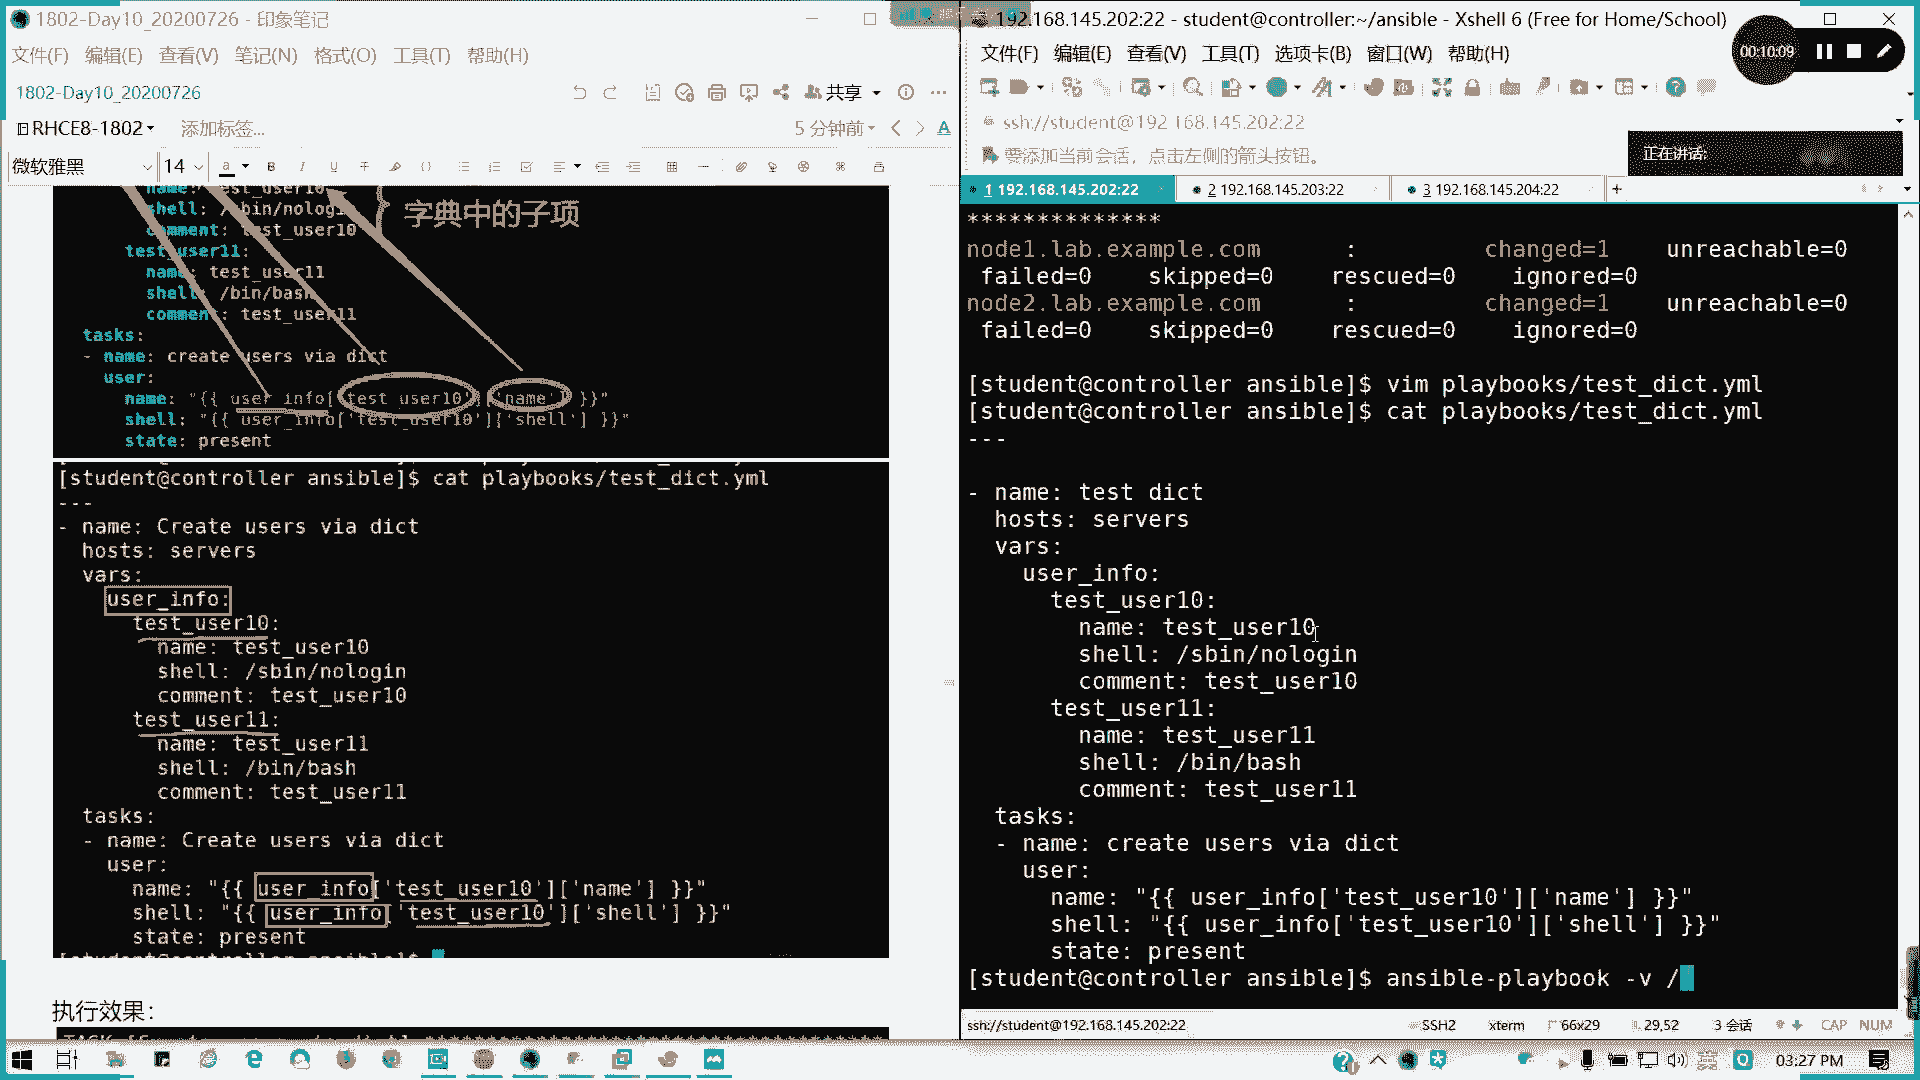 1802-Day10_20200726 - 印象笔记
文件(F) 编辑(E) 查看(V) 笔记(N) 格式(O) 工具(T) 帮助(H)
1802-Day10_20200726
共享
RHCE8-1802
添加标签...
5 分钟前
微软雅黑
14
name: test_user10
shell: /sbin/nologin
字典中的子项
comment: test_user10
test_user11:
name: test_user11
shell: /bin/bash
comment: test_user11
tasks:
- name: create users via dict
user:
name: "{{ user_info['test_user10']['name'] }}"
shell: "{{ user_info['test_user10']['shell'] }}"
state: present
[student@controller ansible]$ cat playbooks/test_dict.yml
---
- name: Create users via dict
hosts: servers
vars:
user_info:
test_user10:
name: test_user10
shell: /sbin/nologin
comment: test_user10
test_user11:
name: test_user11
shell: /bin/bash
comment: test_user11
tasks:
- name: Create users via dict
user:
name: "{{ user_info['test_user10']['name'] }}"
shell: "{{ user_info['test_user10']['shell'] }}"
state: present
执行效果：
192.168.145.202:22 - student@controller:~/ansible - Xshell 6 (Free for Home/School)
文件(F) 编辑(E) 查看(V) 工具(T) 选项卡(B) 窗口(W) 帮助(H)
00:10:09
ssh://student@192.168.145.202:22
要添加当前会话，点击左侧的箭头按钮。
正在讲话:
1 192.168.145.202:22
2 192.168.145.203:22
3 192.168.145.204:22
**************
node1.lab.example.com : changed=1 unreachable=0
failed=0 skipped=0 rescued=0 ignored=0
node2.lab.example.com : changed=1 unreachable=0
failed=0 skipped=0 rescued=0 ignored=0
[student@controller ansible]$ vim playbooks/test_dict.yml
[student@controller ansible]$ cat playbooks/test_dict.yml
---
- name: test dict
hosts: servers
vars:
user_info:
test_user10:
name: test_user10
shell: /sbin/nologin
comment: test_user10
test_user11:
name: test_user11
shell: /bin/bash
comment: test_user11
tasks:
- name: create users via dict
user:
name: "{{ user_info['test_user10']['name'] }}"
shell: "{{ user_info['test_user10']['shell'] }}"
state: present
[student@controller ansible]$ ansible-playbook -v /
ssh://student@192.168.145.202:22
SSH2
xterm
66x29
29,52
3 会话
CAP NUM
英
03:27 PM